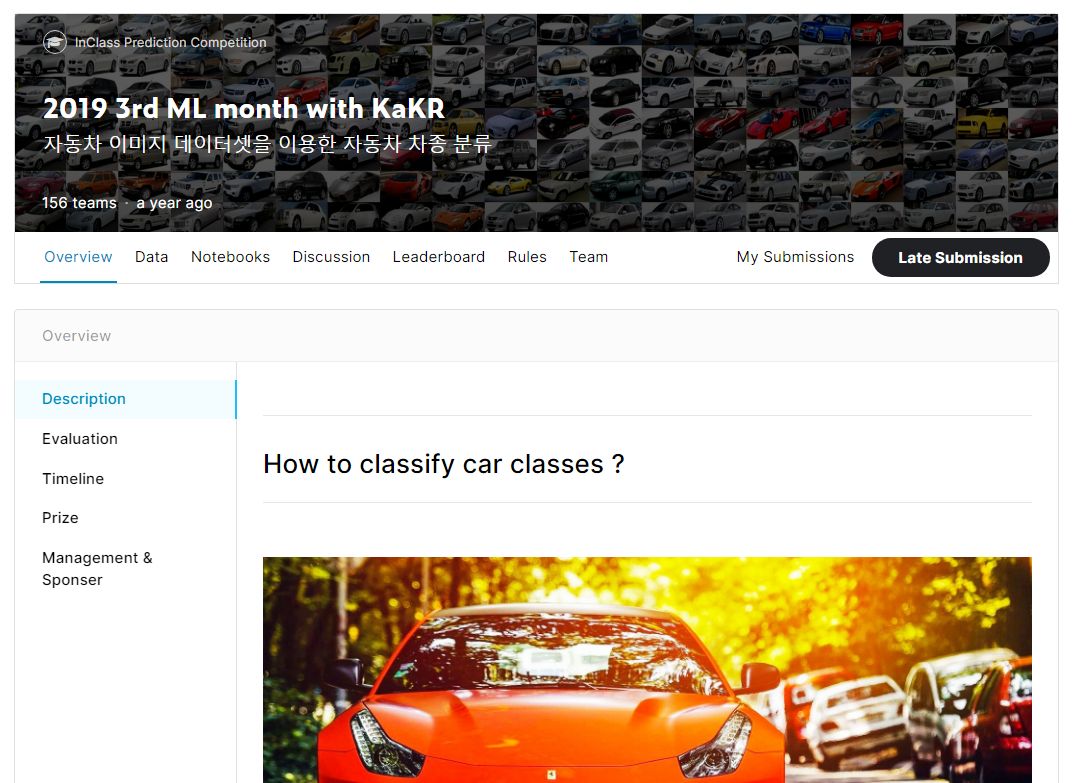 InClass Prediction Competition
2019 3rd ML month with KaKR
자동차 이미지 데이터셋을 이용한 자동차 차종 분류
156 teams · a year ago
Overview Data Notebooks Discussion Leaderboard Rules Team My Submissions Late Submission
Overview
Description
Evaluation
Timeline
Prize
Management &
Sponser
How to classify car classes ?